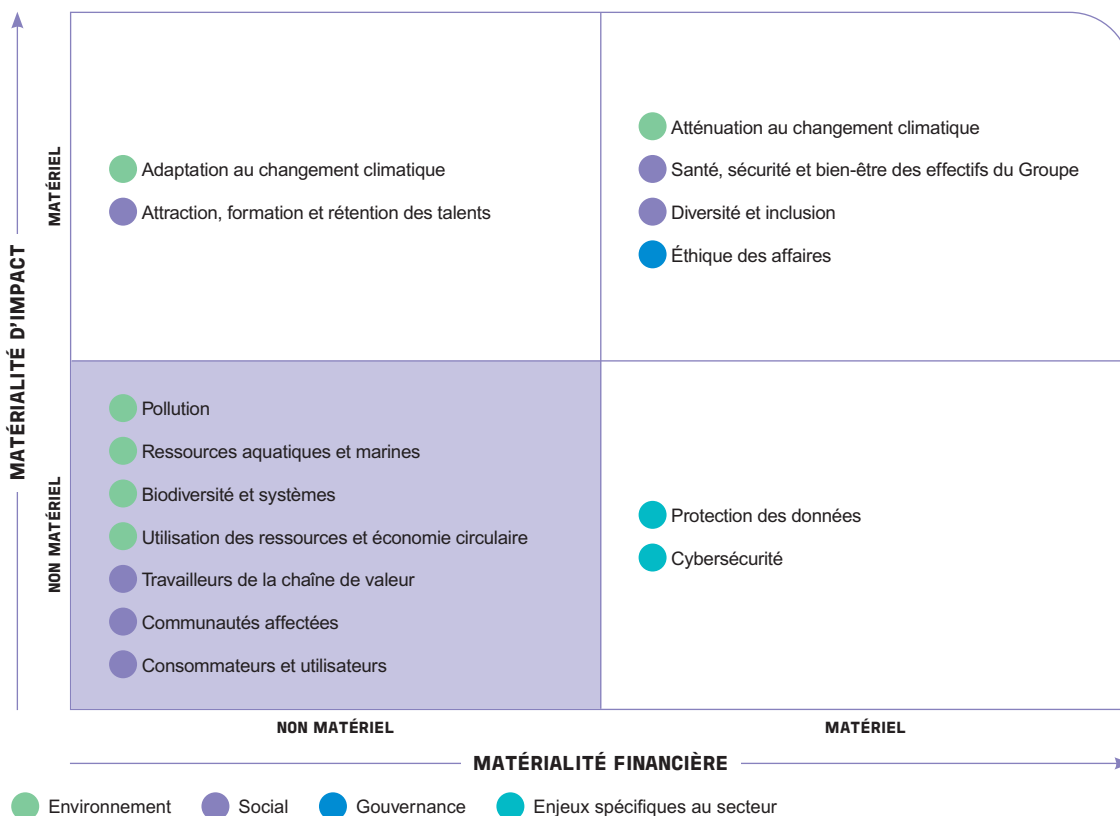 MATÉRIALITÉ D'IMPACT
MATÉRIEL
NON MATÉRIEL
Adaptation au changement climatique
Attraction, formation et rétention des talents
Atténuation au changement climatique
Santé, sécurité et bien-être des effectifs du Groupe
Diversité et inclusion
Éthique des affaires
Pollution
Ressources aquatiques et marines
Biodiversité et systèmes
Utilisation des ressources et économie circulaire
Travailleurs de la chaîne de valeur
Communautés affectées
Consommateurs et utilisateurs
Protection des données
Cybersécurité
NON MATÉRIEL
MATÉRIEL
MATÉRIALITÉ FINANCIÈRE
Environnement
Social
Gouvernance
Enjeux spécifiques au secteur